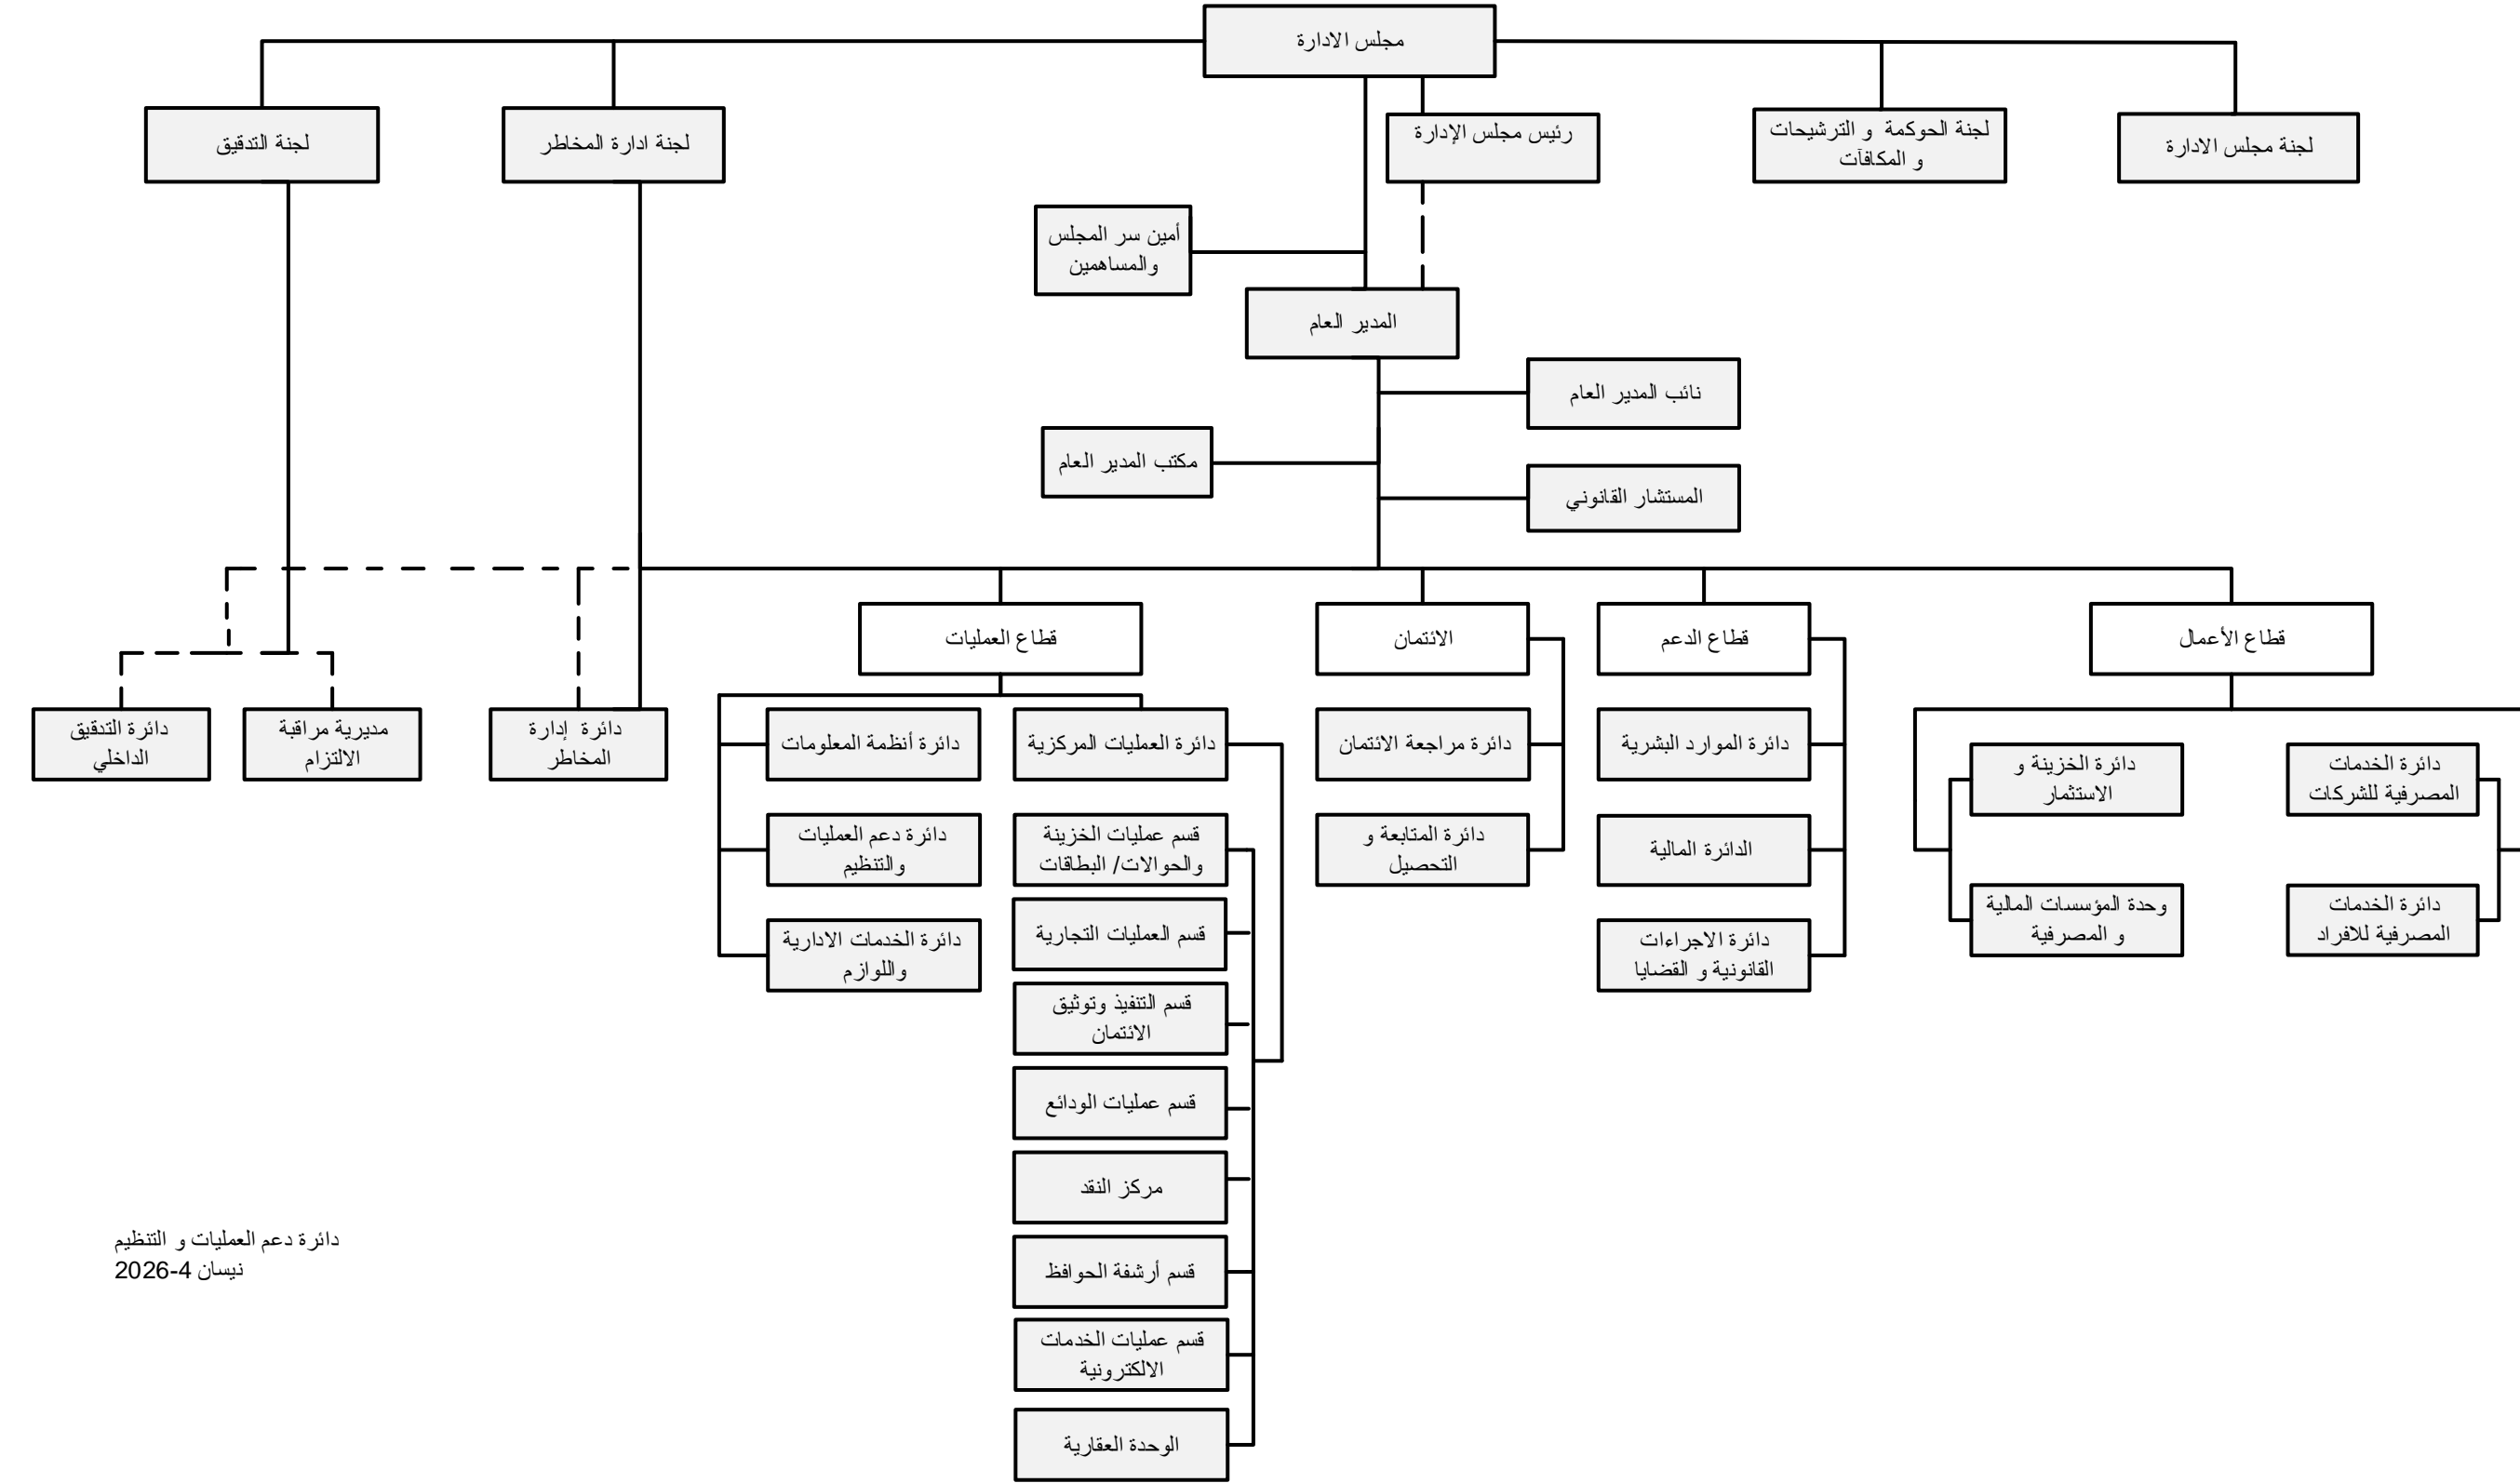 مجلس الادارة
لجنة مجلس الادارة
لجنة الحوكمة و الترشيحات
و المكافآت
رئيس مجلس الإدارة
لجنة ادارة المخاطر
لجنة التدقيق
أمين سر المجلس
والمساهمين
المدير العام
نائب المدير العام
مكتب المدير العام
المستشار القانوني
قطاع الأعمال
قطاع الدعم
الائتمان
قطاع العمليات
دائرة الخدمات
المصرفية للشركات
دائرة الخزينة و
الاستثمار
دائرة الخدمات
المصرفية للافراد
وحدة المؤسسات المالية
و المصرفية
دائرة الموارد البشرية
الدائرة المالية
دائرة الاجراءات
القانونية و القضايا
دائرة مراجعة الائتمان
دائرة المتابعة و
التحصيل
دائرة العمليات المركزية
قسم عمليات الخزينة
والحوالات/ البطاقات
قسم العمليات التجارية
قسم التنفيذ وتوثيق
الائتمان
قسم عمليات الودائع
مركز النقد
قسم أرشفة الحوافظ
قسم عمليات الخدمات
الالكترونية
الوحدة العقارية
دائرة أنظمة المعلومات
دائرة دعم العمليات
والتنظيم
دائرة الخدمات الادارية
واللوازم
دائرة إدارة
المخاطر
مديرية مراقبة
الالتزام
دائرة التدقيق
الداخلي
دائرة دعم العمليات و التنظيم
نيسان 4-2026